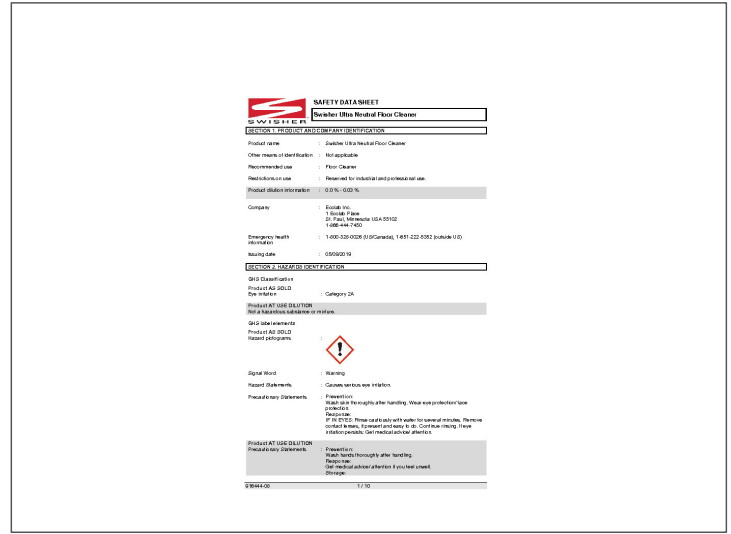 SAFETY DATA SHEET
Swisher Ultra Neutral Floor Cleaner
SWISHER
SECTION 1. PRODUCT AND COMPANY IDENTIFICATION
Product name : Swisher Ultra Neutral Floor Cleaner
Other means of identification : Not applicable
Recommended use : Floor Cleaner
Restrictions on use : Reserved for industrial and professional use.
Product dilution information : 0.0 % - 0.03 %
Company : Ecolab Inc.
1 Ecolab Place
St. Paul, Minnesota USA 55102
1-866-444-7450
Emergency health : 1-800-328-0026 (US/Canada), 1-651-222-5352 (outside US)
information
Issuing date : 05/09/2019
SECTION 2. HAZARDS IDENTIFICATION
GHS Classification
Product AS SOLD
Eye irritation : Category 2A
Product AT USE DILUTION
Not a hazardous substance or mixture.
GHS label elements
Product AS SOLD
Hazard pictograms :
Signal Word : Warning
Hazard Statements : Causes serious eye irritation.
Precautionary Statements : Prevention:
Wash skin thoroughly after handling. Wear eye protection/ face
protection.
Response:
IF IN EYES: Rinse cautiously with water for several minutes. Remove
contact lenses, if present and easy to do. Continue rinsing. If eye
irritation persists: Get medical advice/ attention.
Product AT USE DILUTION
Precautionary Statements : Prevention:
Wash hands thoroughly after handling.
Response:
Get medical advice/ attention if you feel unwell.
Storage:
916444-03 1 / 10